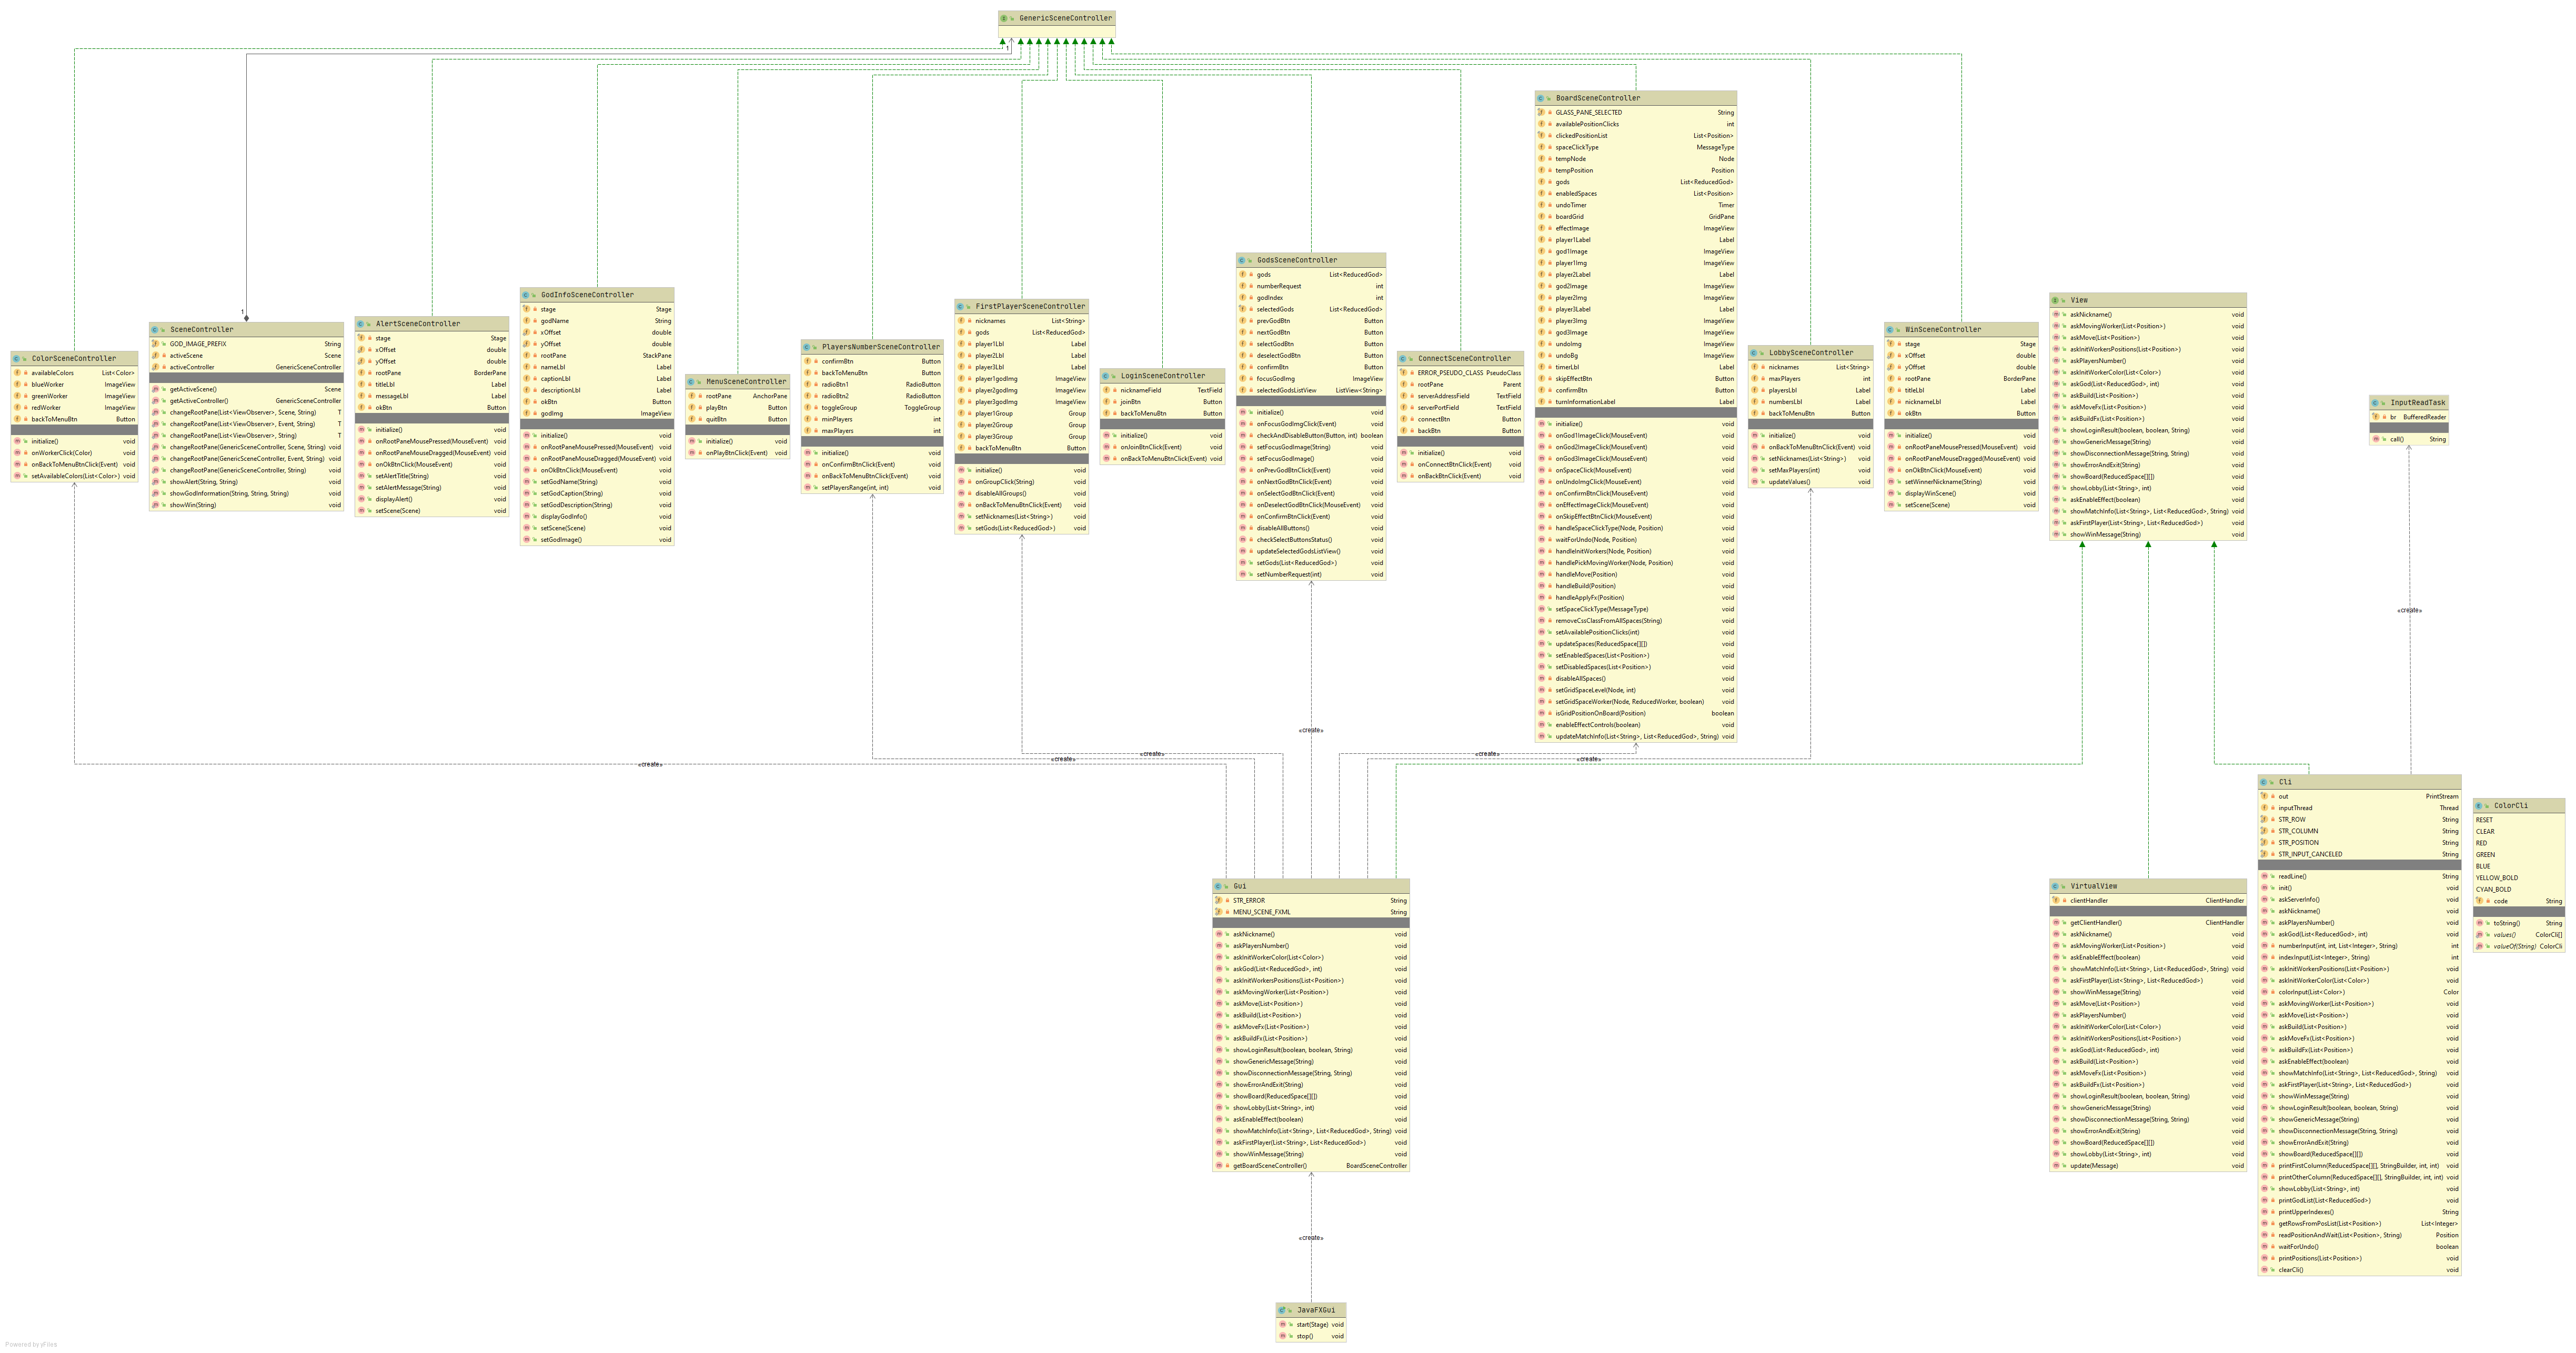 GenericSceneController
1
1
ColorSceneController
availableColors List<Color>
blueWorker ImageView
greenWorker ImageView
redWorker ImageView
backToMenuBtn Button
initialize() void
onWorkerClick(Color) void
onBackToMenuBtnClick(Event) void
setAvailableColors(List<Color>) void
SceneController
GOD_IMAGE_PREFIX String
activeScene Scene
activeController GenericSceneController
getActiveScene() Scene
getActiveController() GenericSceneController
changeRootPane(List<ViewObserver>, Scene, String) T
changeRootPane(List<ViewObserver>, Event, String) T
changeRootPane(List<ViewObserver>, String) T
changeRootPane(GenericSceneController, Scene, String) void
changeRootPane(GenericSceneController, Event, String) void
changeRootPane(GenericSceneController, String) void
showAlert(String, String) void
showGodInformation(String, String, String) void
showWin(String) void
AlertSceneController
stage Stage
xOffset double
yOffset double
rootPane BorderPane
titleLbl Label
messageLbl Label
okBtn Button
initialize() void
onRootPaneMousePressed(MouseEvent) void
onRootPaneMouseDragged(MouseEvent) void
onOkBtnClick(MouseEvent) void
setAlertTitle(String) void
setAlertMessage(String) void
displayAlert() void
setScene(Scene) void
GodInfoSceneController
stage Stage
godName String
xOffset double
yOffset double
rootPane StackPane
nameLbl Label
captionLbl Label
descriptionLbl Label
okBtn Button
godImg ImageView
initialize() void
onRootPaneMousePressed(MouseEvent) void
onRootPaneMouseDragged(MouseEvent) void
onOkBtnClick(MouseEvent) void
setGodName(String) void
setGodCaption(String) void
setGodDescription(String) void
displayGodInfo() void
setScene(Scene) void
setGodImage() void
MenuSceneController
rootPane AnchorPane
playBtn Button
quitBtn Button
initialize() void
onPlayBtnClick(Event) void
PlayersNumberSceneController
confirmBtn Button
backToMenuBtn Button
radioBtn1 RadioButton
radioBtn2 RadioButton
toggleGroup ToggleGroup
minPlayers int
maxPlayers int
initialize() void
onConfirmBtnClick(Event) void
onBackToMenuBtnClick(Event) void
setPlayersRange(int, int) void
FirstPlayerSceneController
nicknames List<String>
gods List<ReducedGod>
player1Lbl Label
player2Lbl Label
player3Lbl Label
player1godImg ImageView
player2godImg ImageView
player3godImg ImageView
player1Group Group
player2Group Group
player3Group Group
backToMenuBtn Button
initialize() void
onGroupClick(String) void
disableAllGroups() void
onBackToMenuBtnClick(Event) void
setNicknames(List<String>) void
setGods(List<ReducedGod>) void
LoginSceneController
nicknameField TextField
joinBtn Button
backToMenuBtn Button
initialize() void
onJoinBtnClick(Event) void
onBackToMenuBtnClick(Event) void
GodsSceneController
gods List<ReducedGod>
numberRequest int
godIndex int
selectedGods List<ReducedGod>
prevGodBtn Button
nextGodBtn Button
selectGodBtn Button
deselectGodBtn Button
confirmBtn Button
focusGodImg ImageView
selectedGodsListView ListView<String>
initialize() void
onFocusGodImgClick(Event) void
checkAndDisableButton(Button, int) boolean
setFocusGodImage(String) void
setFocusGodImage() void
onPrevGodBtnClick(Event) void
onNextGodBtnClick(Event) void
onSelectGodBtnClick(Event) void
onDeselectGodBtnClick(MouseEvent) void
onConfirmBtnClick(Event) void
disableAllButtons() void
checkSelectButtonsStatus() void
updateSelectedGodsListView() void
setGods(List<ReducedGod>) void
setNumberRequest(int) void
ConnectSceneController
ERROR_PSEUDO_CLASS PseudoClass
rootPane Parent
serverAddressField TextField
serverPortField TextField
connectBtn Button
backBtn Button
initialize() void
onConnectBtnClick(Event) void
onBackBtnClick(Event) void
BoardSceneController
GLASS_PANE_SELECTED String
availablePositionClicks int
clickedPositionList List<Position>
spaceClickType MessageType
tempNode Node
tempPosition Position
gods List<ReducedGod>
enabledSpaces List<Position>
undoTimer Timer
boardGrid GridPane
effectImage ImageView
player1Label Label
god1Image ImageView
player1Img ImageView
player2Label Label
god2Image ImageView
player2Img ImageView
player3Label Label
player3Img ImageView
god3Image ImageView
undoImg ImageView
undoBg ImageView
timerLbl Label
skipEffectBtn Button
confirmBtn Button
turnInformationLabel Label
initialize() void
onGod1ImageClick(MouseEvent) void
onGod2ImageClick(MouseEvent) void
onGod3ImageClick(MouseEvent) void
onSpaceClick(MouseEvent) void
onUndoImgClick(MouseEvent) void
onConfirmBtnClick(MouseEvent) void
onEffectImageClick(MouseEvent) void
onSkipEffectBtnClick(MouseEvent) void
handleSpaceClickType(Node, Position) void
waitForUndo(Node, Position) void
handleInitWorkers(Node, Position) void
handlePickMovingWorker(Node, Position) void
handleMove(Position) void
handleBuild(Position) void
handleApplyFx(Position) void
setSpaceClickType(MessageType) void
removeCssClassFromAllSpaces(String) void
setAvailablePositionClicks(int) void
updateSpaces(ReducedSpace[][]) void
setEnabledSpaces(List<Position>) void
setDisabledSpaces(List<Position>) void
disableAllSpaces() void
setGridSpaceLevel(Node, int) void
setGridSpaceWorker(Node, ReducedWorker, boolean) void
isGridPositionOnBoard(Position) boolean
enableEffectControls(boolean) void
updateMatchInfo(List<String>, List<ReducedGod>, String) void
LobbySceneController
nicknames List<String>
maxPlayers int
playersLbl Label
numbersLbl Label
backToMenuBtn Button
initialize() void
onBackToMenuBtnClick(Event) void
setNicknames(List<String>) void
setMaxPlayers(int) void
updateValues() void
WinSceneController
stage Stage
xOffset double
yOffset double
rootPane BorderPane
titleLbl Label
nicknameLbl Label
okBtn Button
initialize() void
onRootPaneMousePressed(MouseEvent) void
onRootPaneMouseDragged(MouseEvent) void
onOkBtnClick(MouseEvent) void
setWinnerNickname(String) void
displayWinScene() void
setScene(Scene) void
View
askNickname() void
askMovingWorker(List<Position>) void
askMove(List<Position>) void
askInitWorkersPositions(List<Position>) void
askPlayersNumber() void
askInitWorkerColor(List<Color>) void
askGod(List<ReducedGod>, int) void
askBuild(List<Position>) void
askMoveFx(List<Position>) void
askBuildFx(List<Position>) void
showLoginResult(boolean, boolean, String) void
showGenericMessage(String) void
showDisconnectionMessage(String, String) void
showErrorAndExit(String) void
showBoard(ReducedSpace[][]) void
showLobby(List<String>, int) void
askEnableEffect(boolean) void
showMatchInfo(List<String>, List<ReducedGod>, String) void
askFirstPlayer(List<String>, List<ReducedGod>) void
showWinMessage(String) void
InputReadTask
br BufferedReader
call() String
«create»
«create»
«create»
«create»
«create»
«create»
«create»
Gui
STR_ERROR String
MENU_SCENE_FXML String
askNickname() void
askPlayersNumber() void
askInitWorkerColor(List<Color>) void
askGod(List<ReducedGod>, int) void
askInitWorkersPositions(List<Position>) void
askMovingWorker(List<Position>) void
askMove(List<Position>) void
askBuild(List<Position>) void
askMoveFx(List<Position>) void
askBuildFx(List<Position>) void
showLoginResult(boolean, boolean, String) void
showGenericMessage(String) void
showDisconnectionMessage(String, String) void
showErrorAndExit(String) void
showBoard(ReducedSpace[][]) void
showLobby(List<String>, int) void
askEnableEffect(boolean) void
showMatchInfo(List<String>, List<ReducedGod>, String) void
askFirstPlayer(List<String>, List<ReducedGod>) void
showWinMessage(String) void
getBoardSceneController() BoardSceneController
VirtualView
clientHandler ClientHandler
getClientHandler() ClientHandler
askNickname() void
askMovingWorker(List<Position>) void
askEnableEffect(boolean) void
showMatchInfo(List<String>, List<ReducedGod>, String) void
askFirstPlayer(List<String>, List<ReducedGod>) void
showWinMessage(String) void
askMove(List<Position>) void
askPlayersNumber() void
askInitWorkerColor(List<Color>) void
askInitWorkersPositions(List<Position>) void
askGod(List<ReducedGod>, int) void
askBuild(List<Position>) void
askMoveFx(List<Position>) void
askBuildFx(List<Position>) void
showLoginResult(boolean, boolean, String) void
showGenericMessage(String) void
showDisconnectionMessage(String, String) void
showErrorAndExit(String) void
showBoard(ReducedSpace[][]) void
showLobby(List<String>, int) void
update(Message) void
Cli
out PrintStream
inputThread Thread
STR_ROW String
STR_COLUMN String
STR_POSITION String
STR_INPUT_CANCELED String
readLine() String
init() void
askServerInfo() void
askNickname() void
askPlayersNumber() void
askGod(List<ReducedGod>, int) void
numberInput(int, int, List<Integer>, String) int
indexInput(List<Integer>, String) int
askInitWorkersPositions(List<Position>) void
askInitWorkerColor(List<Color>) void
colorInput(List<Color>) Color
askMovingWorker(List<Position>) void
askMove(List<Position>) void
askBuild(List<Position>) void
askMoveFx(List<Position>) void
askBuildFx(List<Position>) void
askEnableEffect(boolean) void
showMatchInfo(List<String>, List<ReducedGod>, String) void
askFirstPlayer(List<String>, List<ReducedGod>) void
showWinMessage(String) void
showLoginResult(boolean, boolean, String) void
showGenericMessage(String) void
showDisconnectionMessage(String, String) void
showErrorAndExit(String) void
showBoard(ReducedSpace[][]) void
printFirstColumn(ReducedSpace[][], StringBuilder, int, int) void
printOtherColumn(ReducedSpace[][], StringBuilder, int, int) void
showLobby(List<String>, int) void
printGodList(List<ReducedGod>) void
printUpperIndexes() String
getRowsFromPosList(List<Position>) List<Integer>
readPositionAndWait(List<Position>, String) Position
waitForUndo() boolean
printPositions(List<Position>) void
clearCli() void
ColorCli
RESET
CLEAR
RED
GREEN
BLUE
YELLOW_BOLD
CYAN_BOLD
code String
toString() String
values() ColorCli[]
valueOf(String) ColorCli
«create»
JavaFXGui
start(Stage) void
stop() void
Powered by yFiles